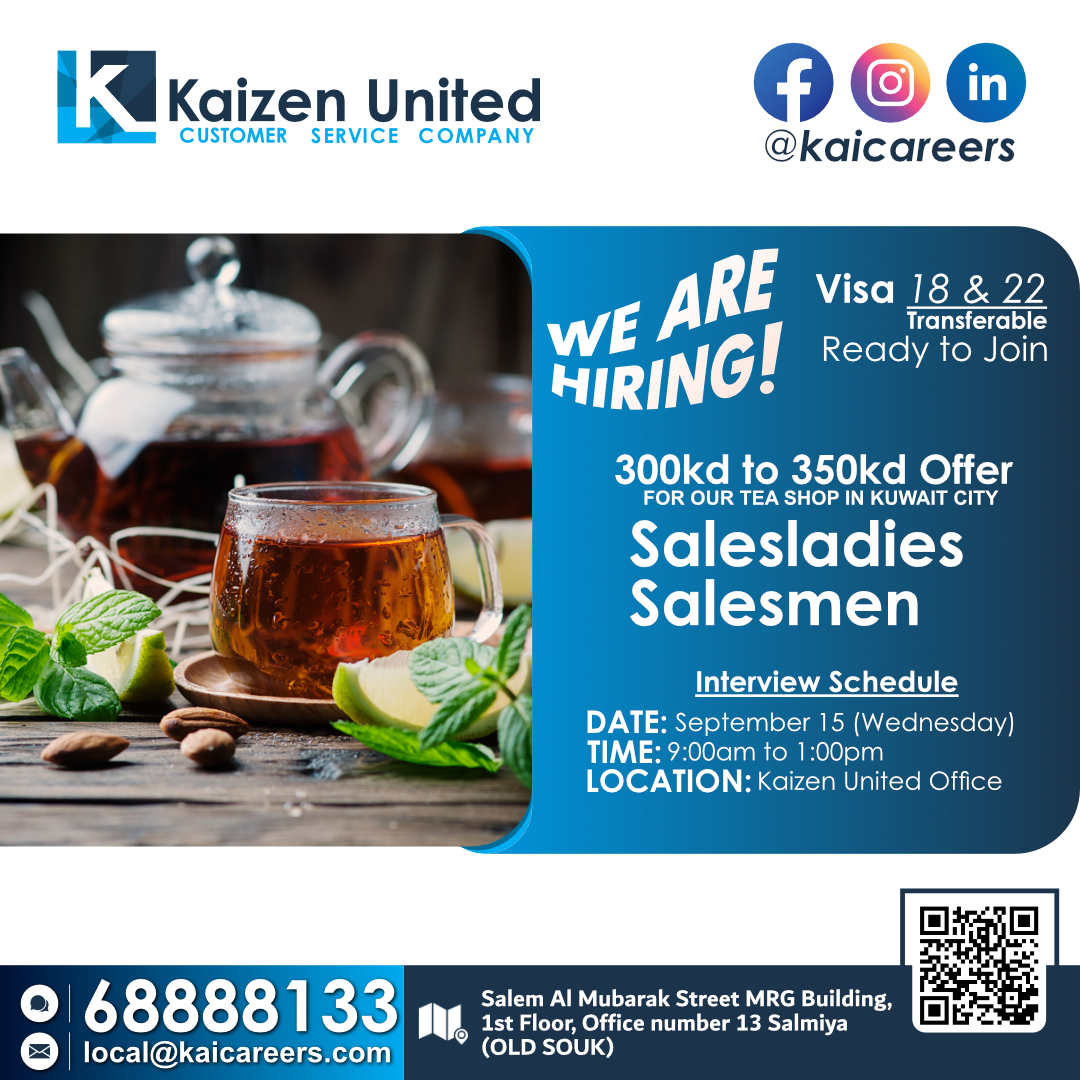 K
Kaizen United
CUSTOMER SERVICE COMPANY
f
in
@kaicareers
WE ARE
HIRING!
Visa 18 & 22
Transferable
Ready to Join
300kd to 350kd Offer
FOR OUR TEA SHOP IN KUWAIT CITY
Salesladies
Salesmen
Interview Schedule
DATE: September 15 (Wednesday)
TIME: 9:00am to 1:00pm
LOCATION: Kaizen United Office
68888133
local@kaicareers.com
Salem Al Mubarak Street MRG Building,
1st Floor, Office number 13 Salmiya
(OLD SOUK)